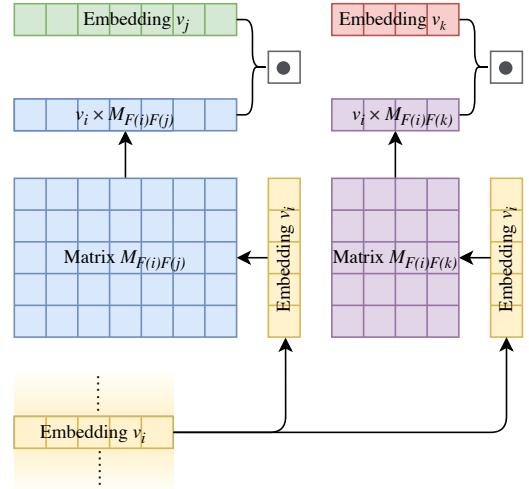 Embedding v_j
Embedding v_k
v_i × M_{F(i)F(j)}
v_i × M_{F(i)F(k)}
Matrix M_{F(i)F(j)}
Embedding v_i
Matrix M_{F(i)F(k)}
Embedding v_i
Embedding v_i